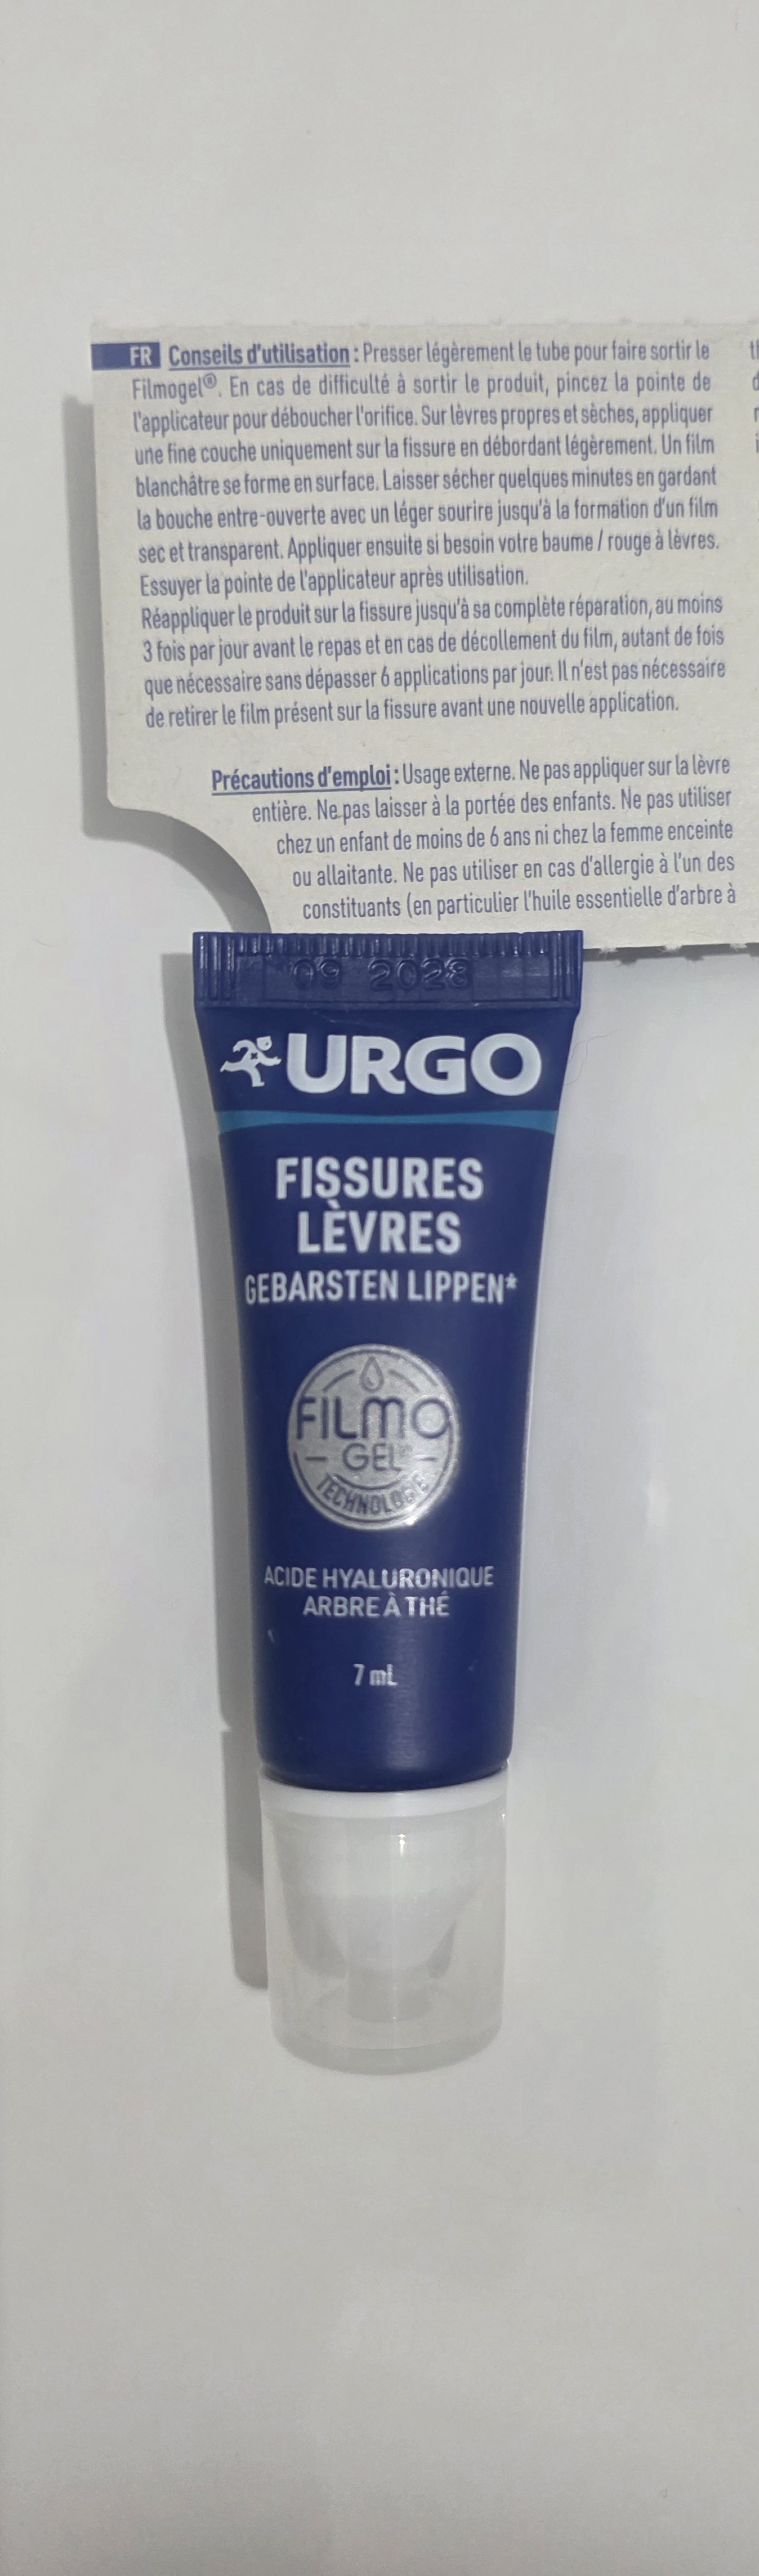 FR Conseils d'utilisation : Presser légèrement le tube pour faire sortir le
Filmogel®. En cas de difficulté à sortir le produit, pincez la pointe de
l'applicateur pour déboucher l'orifice. Sur lèvres propres et sèches, appliquer
une fine couche uniquement sur la fissure en débordant légèrement. Un film
blanchâtre se forme en surface. Laisser sécher quelques minutes en gardant
la bouche entre-ouverte avec un léger sourire jusqu'à la formation d'un film
sec et transparent. Appliquer ensuite si besoin votre baume / rouge à lèvres.
Essuyer la pointe de l'applicateur après utilisation.
Réappliquer le produit sur la fissure jusqu'à sa complète réparation, au moins
3 fois par jour avant le repas et en cas de décollement du film, autant de fois
que nécessaire sans dépasser 6 applications par jour. Il n'est pas nécessaire
de retirer le film présent sur la fissure avant une nouvelle application.
Précautions d'emploi : Usage externe. Ne pas appliquer sur la lèvre
entière. Ne pas laisser à la portée des enfants. Ne pas utiliser
chez un enfant de moins de 6 ans ni chez la femme enceinte
ou allaitante. Ne pas utiliser en cas d'allergie à l'un des
constituants (en particulier l'huile essentielle d'arbre à
09 2028
URGO
FISSURES
LÈVRES
GEBARSTEN LIPPEN*
FILMO
GEL
TECHNOLOGIE
ACIDE HYALURONIQUE
ARBRE À THÉ
7 mL